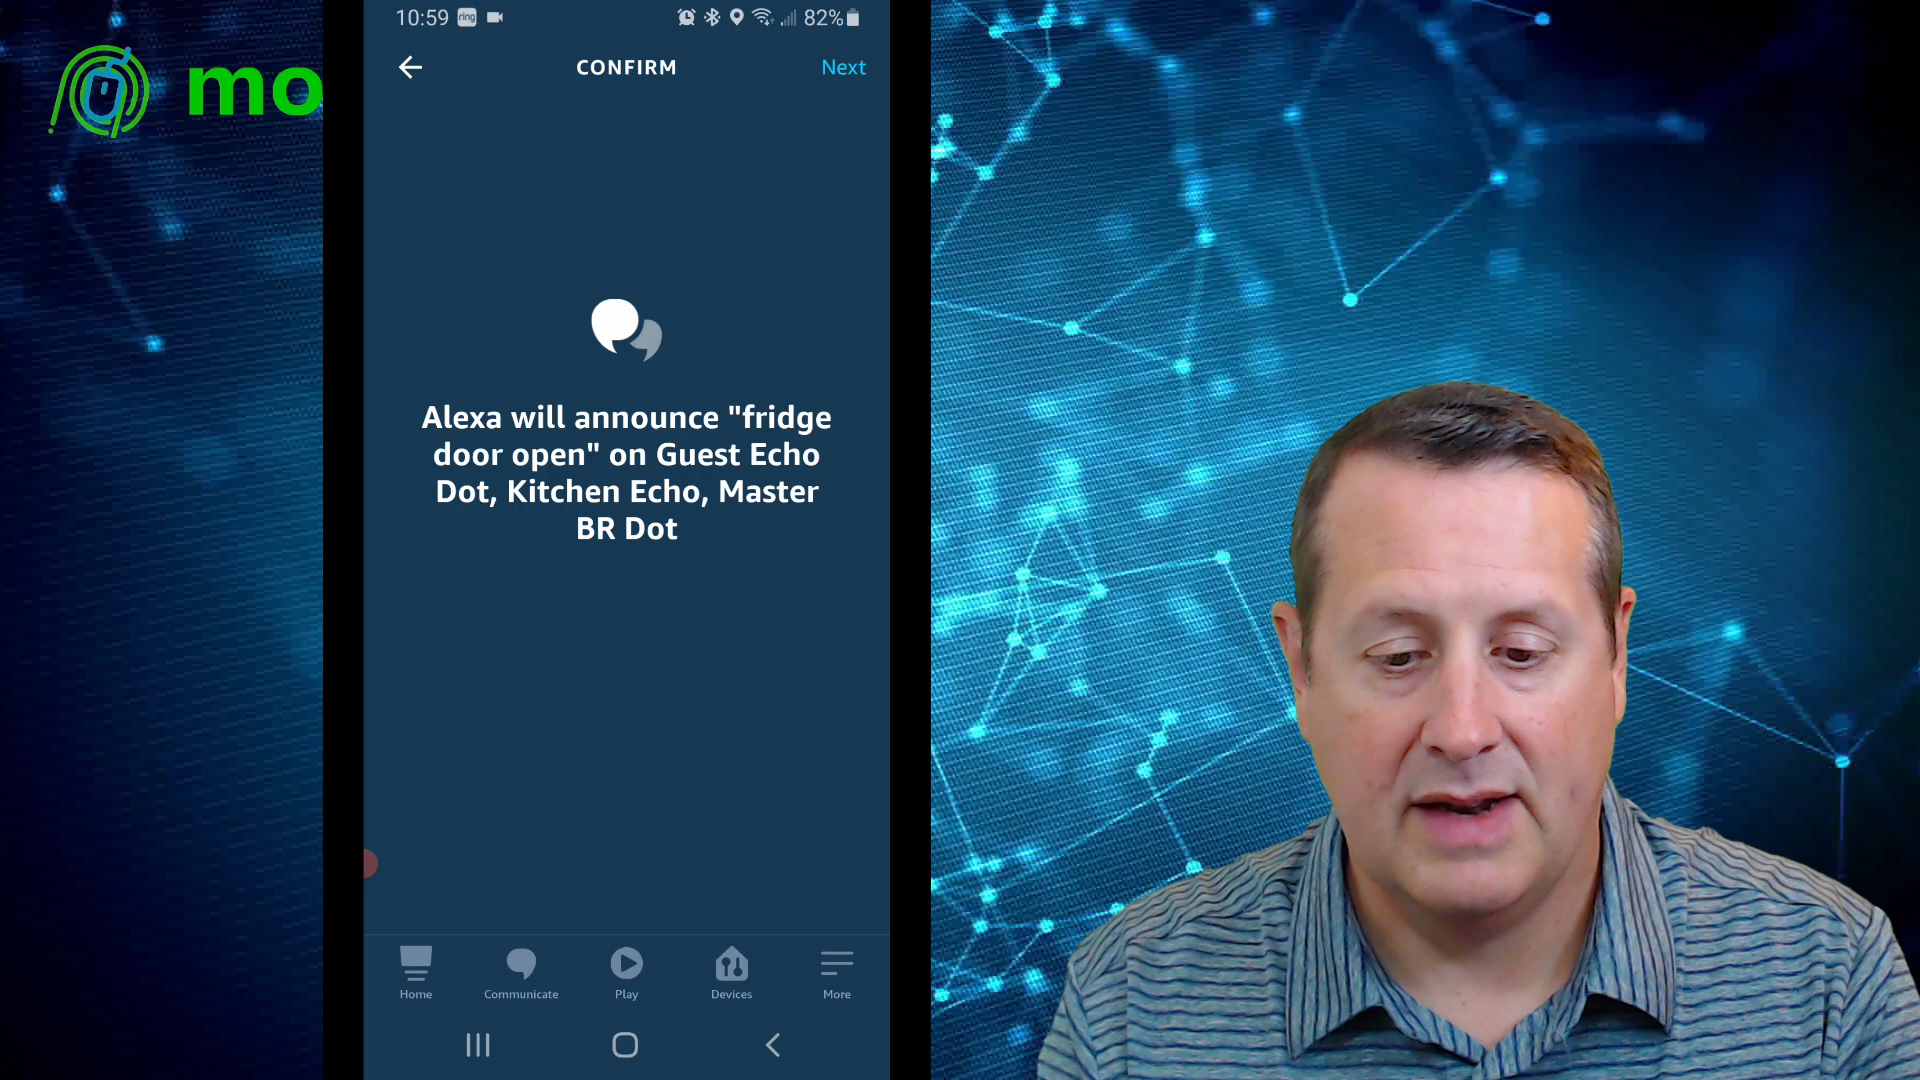 10:59 ring 82%
mo
CONFIRM
Next
Alexa will announce "fridge
door open" on Guest Echo
Dot, Kitchen Echo, Master
BR Dot
Home
Communicate
Play
Devices
More